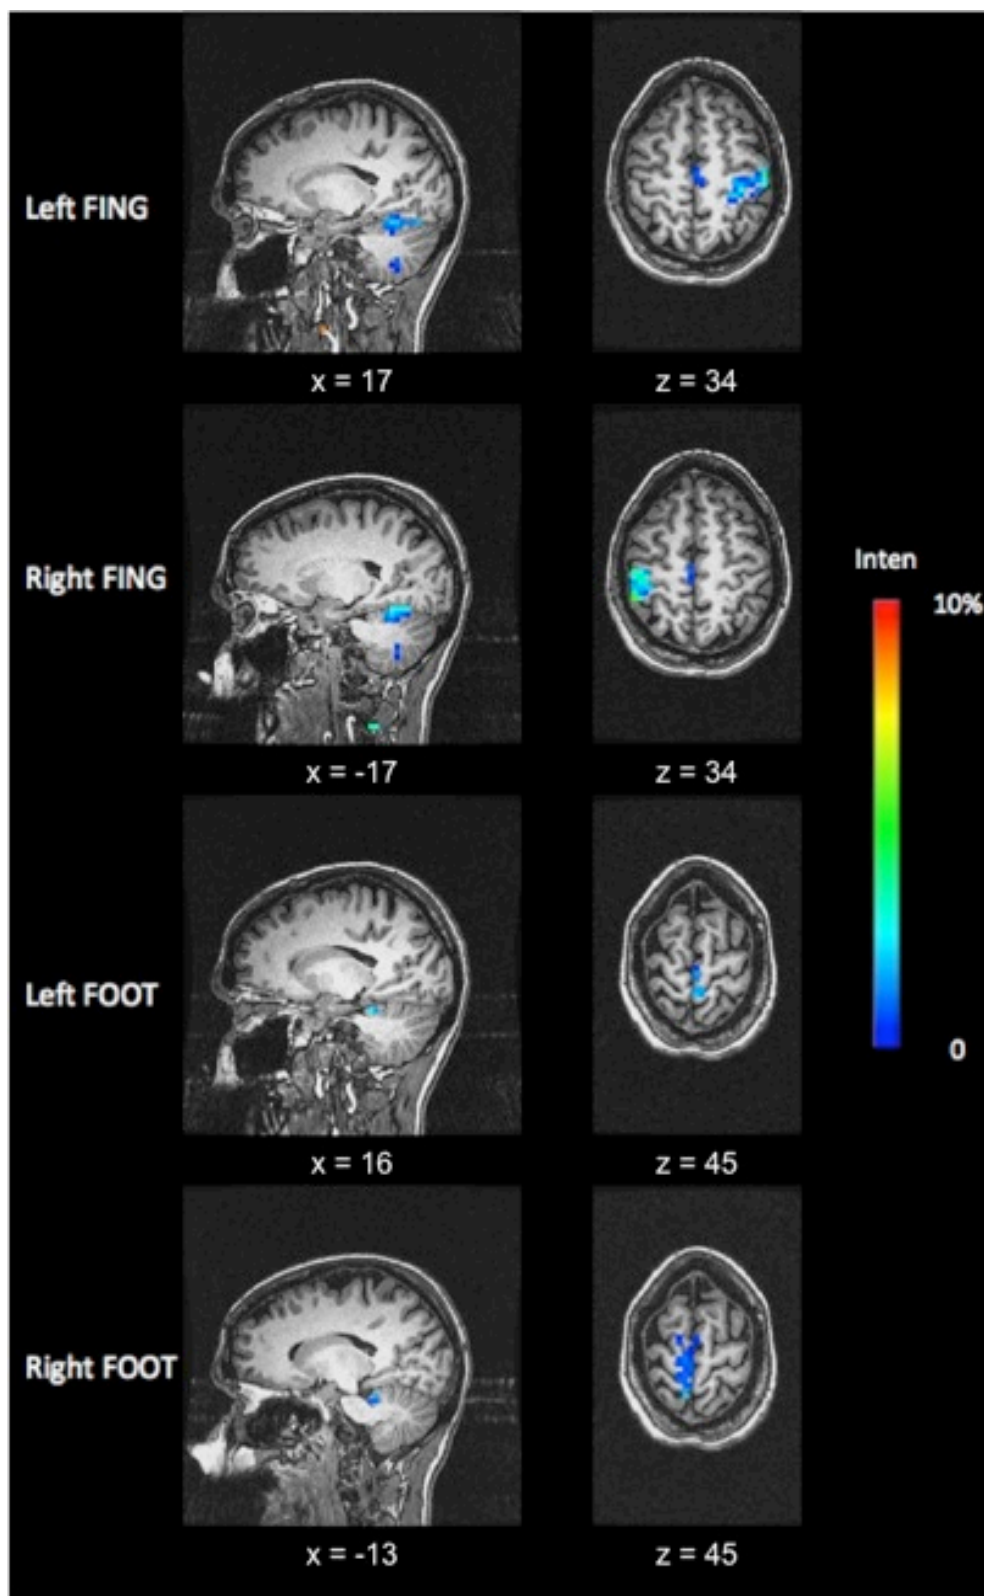 Left FING
x = 17
z = 34
Right FING
x = -17
z = 34
Inten
10%
0
Left FOOT
x = 16
z = 45
Right FOOT
x = -13
z = 45